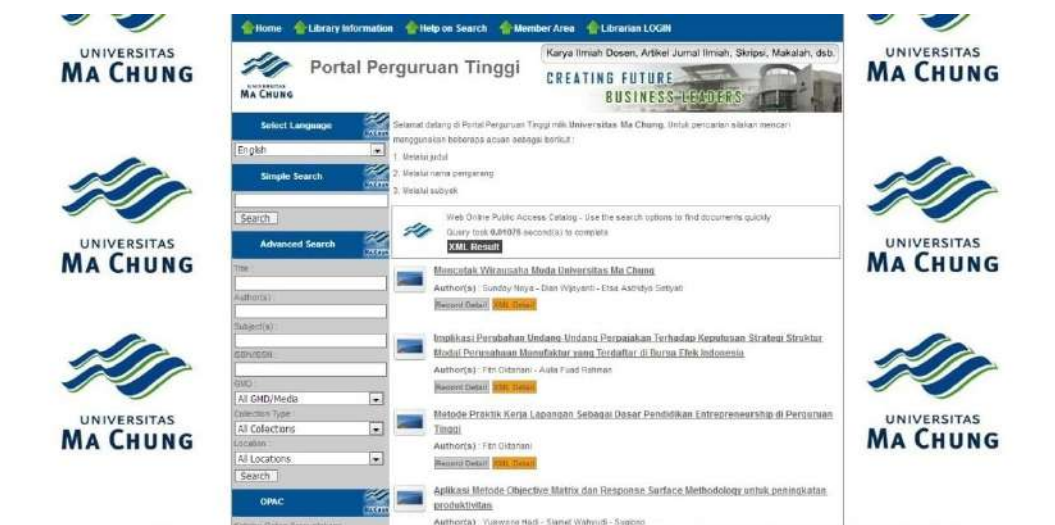 Home Library Information Help on Search Member Area Librarian LOGIN
UNIVERSITAS
MA CHUNG
UNIVERSITAS
MA CHUNG
Portal Perguruan Tinggi
Karya Ilmiah Dosen, Artikel Jurnal Ilmiah, Skripsi, Makalah, dsb.
CREATING FUTURE
BUSINESS LEADERS
UNIVERSITAS
MA CHUNG
Select Language
English
Simple Search
Search
Advanced Search
Title :
Author(s) :
Subject(s) :
ISBN/ISSN :
GMD :
All GMD/Media
Collection Type :
All Collections
Location :
All Locations
Search
OPAC
Selamat datang di Portal Perguruan Tinggi milik Universitas Ma Chung. Untuk pencarian silakan mencari
menggunakan beberapa acuan sebagai berikut :
1. Melalui judul
2. Melalui nama pengarang
3. Melalui subyek
Web Online Public Access Catalog - Use the search options to find documents quickly
Query took 0.01076 second(s) to complete
XML Result
Mencetak Wirausaha Muda Universitas Ma Chung
Author(s) : Sunday Noya - Dian Wijayanti - Etsa Astridya Setiyati
Record Detail XML Detail
Implikasi Perubahan Undang-Undang Perpajakan Terhadap Keputusan Strategi Struktur
Modal Perusahaan Manufaktur yang Terdaftar di Bursa Efek Indonesia
Author(s) : Fitri Oktariani - Aulia Fuad Rahman
Record Detail XML Detail
Metode Praktik Kerja Lapangan Sebagai Dasar Pendidikan Entrepreneurship di Perguruan
Tinggi
Author(s) : Fitri Oktariani
Record Detail XML Detail
Aplikasi Metode Objective Matrix dan Response Surface Methodology untuk peningkatan
produktivitas
Author(s) : Yuswono Hadi - Slamet Wahyudi - Sugiono
UNIVERSITAS
MA CHUNG
UNIVERSITAS
MA CHUNG
UNIVERSITAS
MA CHUNG
UNIVERSITAS
MA CHUNG